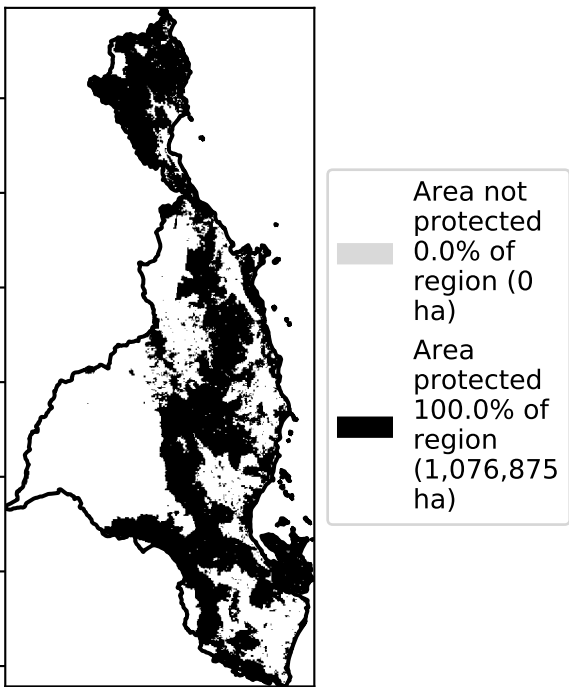 Area not
protected
0.0% of
region (0
ha)
Area
protected
100.0% of
region
(1,076,875
ha)